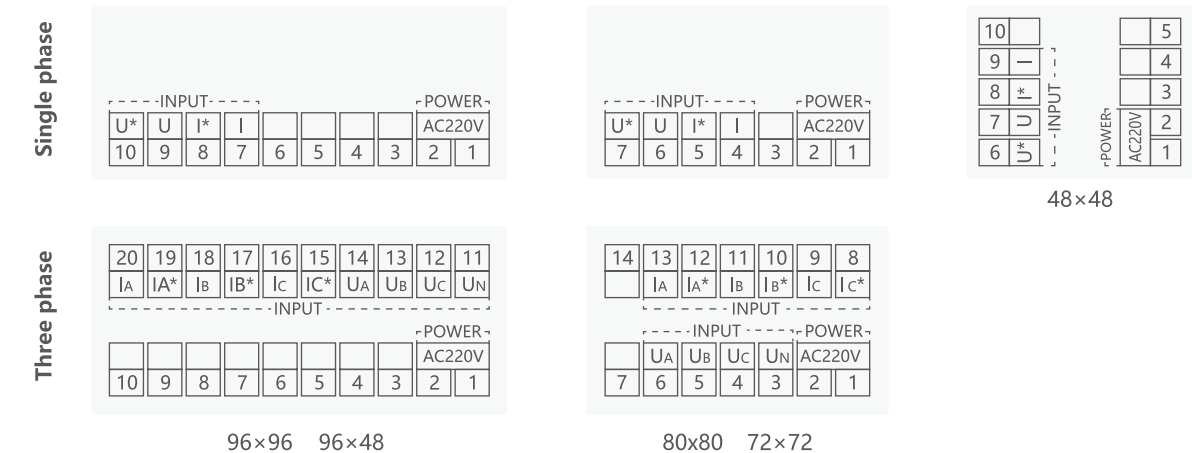 Single phase
INPUT POWER
U* U I* I AC220V
10 9 8 7 6 5 4 3 2 1
INPUT POWER
U* U I* I AC220V
7 6 5 4 3 2 1
10 5
9 I 4
8 I* 3
7 U 2
6 U* 1
INPUT
POWER
AC220V
48×48
Three phase
20 19 18 17 16 15 14 13 12 11
IA IA* IB IB* IC IC* UA UB UC UN
INPUT
POWER
AC220V
10 9 8 7 6 5 4 3 2 1
96×96 96×48
14 13 12 11 10 9 8
IA IA* IB IB* IC IC*
INPUT
INPUT POWER
UA UB UC UN AC220V
7 6 5 4 3 2 1
80x80 72×72